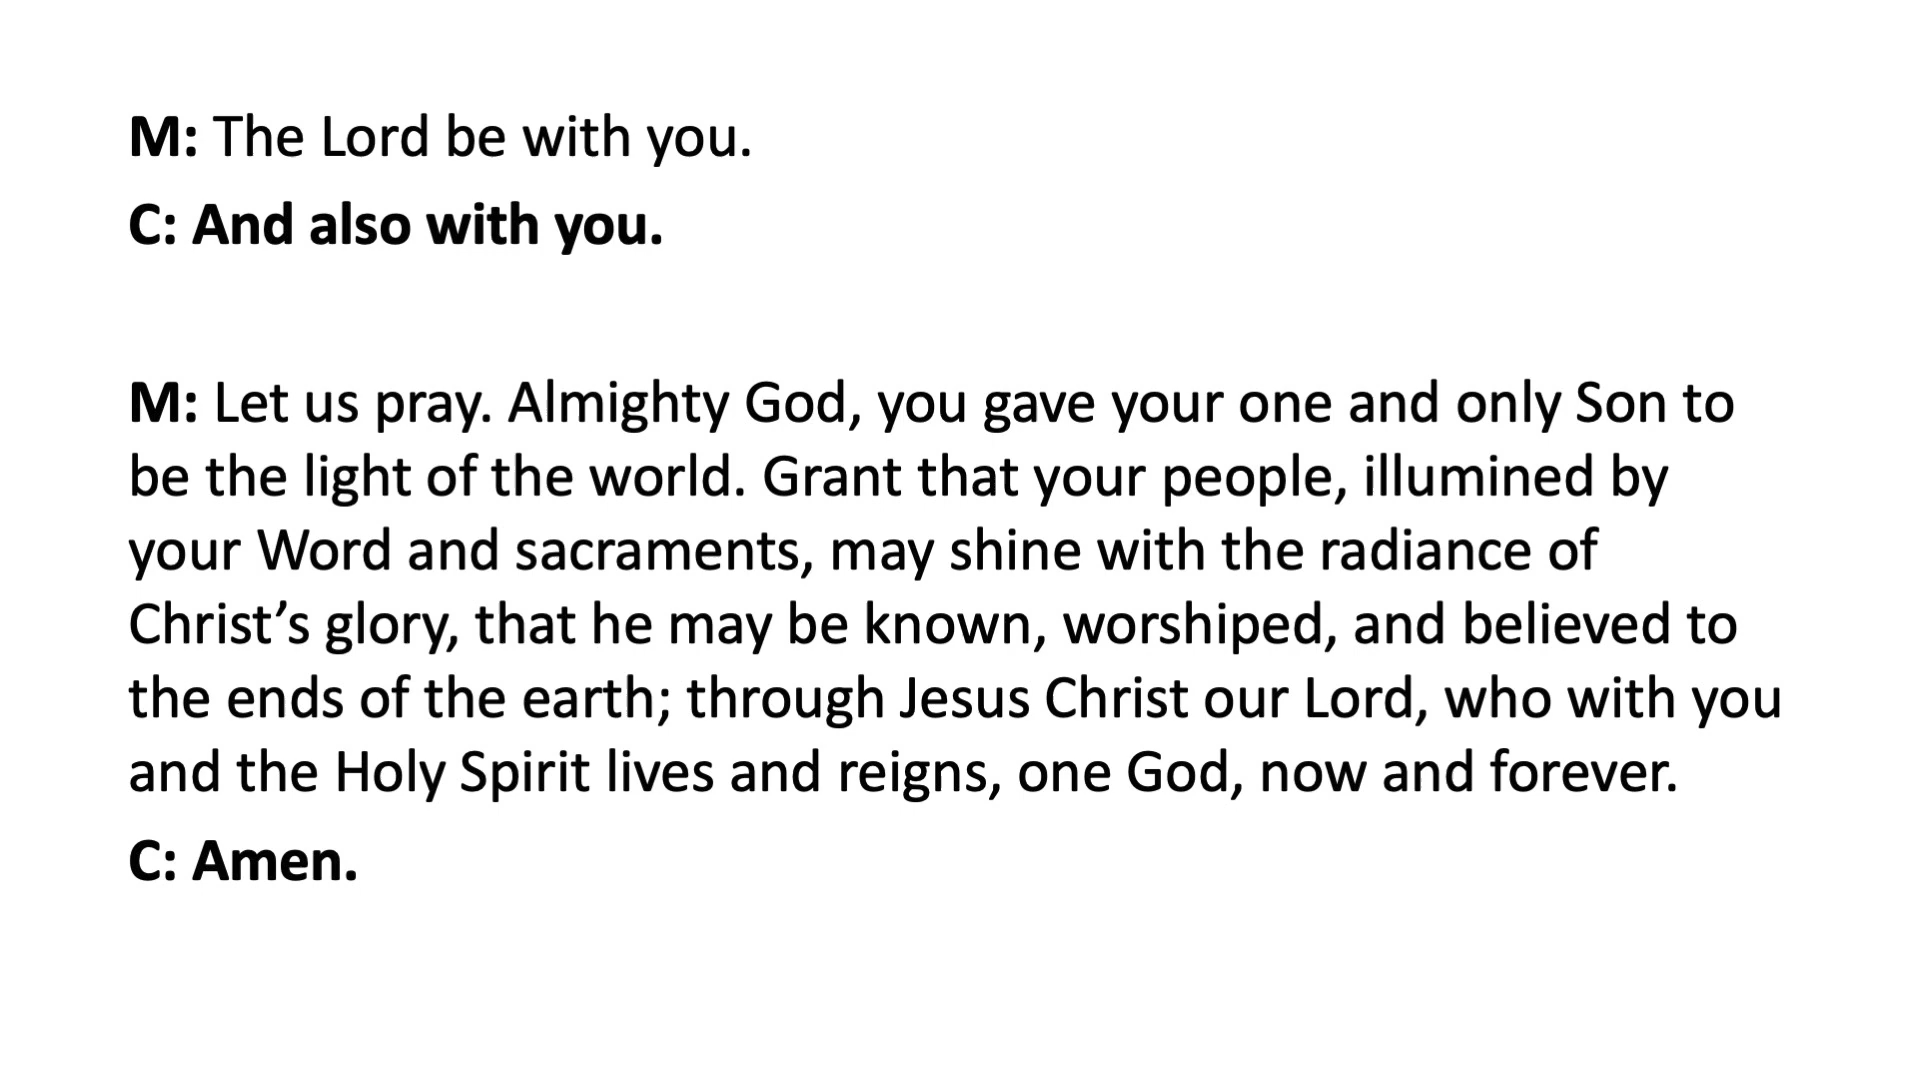 M: The Lord be with you.
C: And also with you.
M: Let us pray. Almighty God, you gave your one and only Son to
be the light of the world. Grant that your people, illumined by
your Word and sacraments, may shine with the radiance of
Christ’s glory, that he may be known, worshiped, and believed to
the ends of the earth; through Jesus Christ our Lord, who with you
and the Holy Spirit lives and reigns, one God, now and forever.
C: Amen.